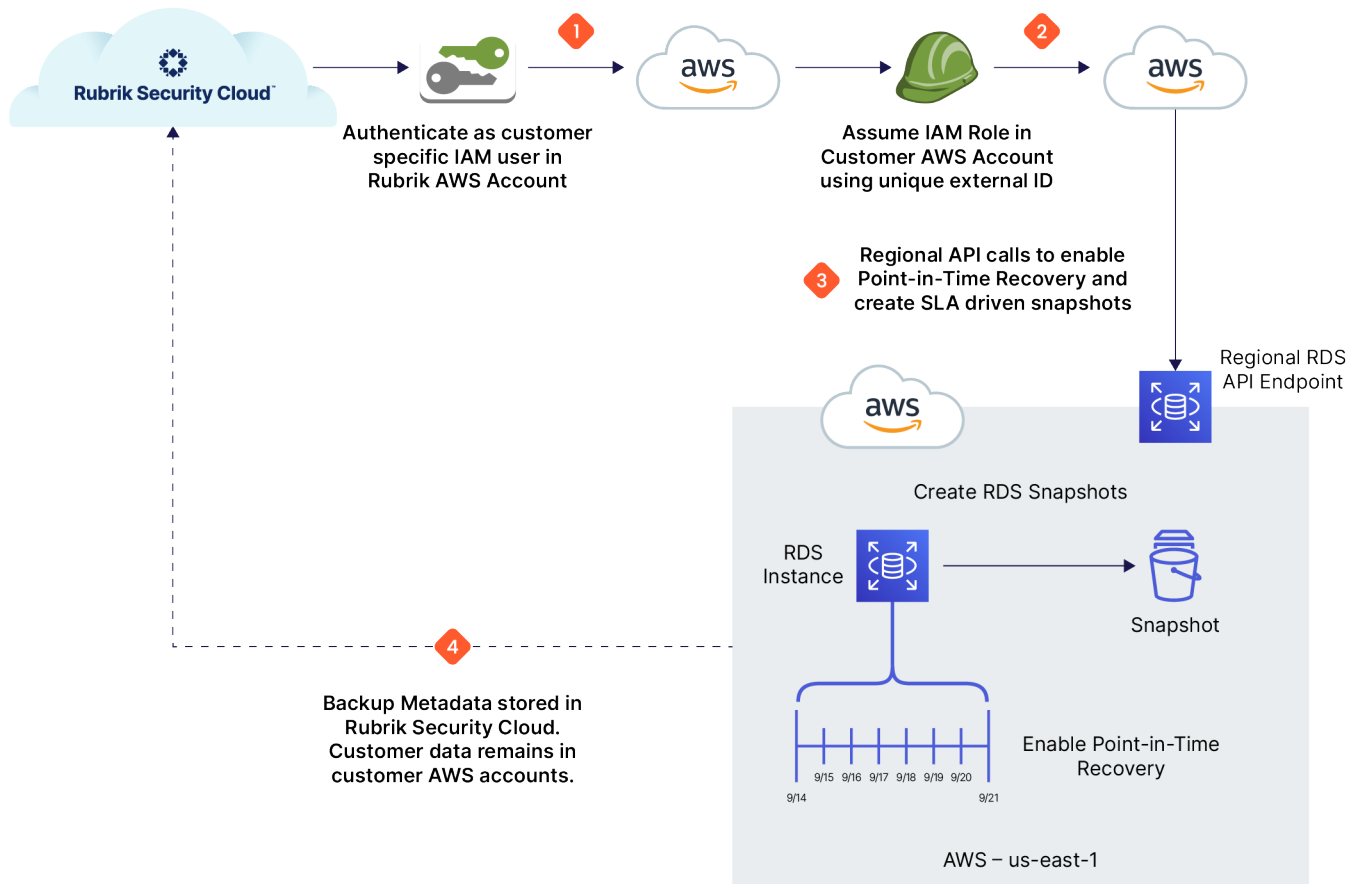 1
2
Rubrik Security Cloud™
aws
aws
Authenticate as customer
specific IAM user in
Rubrik AWS Account
Assume IAM Role in
Customer AWS Account
using unique external ID
3
Regional API calls to enable
Point-in-Time Recovery and
create SLA driven snapshots
Regional RDS
API Endpoint
aws
Create RDS Snapshots
RDS
Instance
Snapshot
4
Backup Metadata stored in
Rubrik Security Cloud.
Customer data remains in
customer AWS accounts.
Enable Point-in-Time
Recovery
9/15 9/16 9/17 9/18 9/19 9/20
9/14 9/21
AWS – us-east-1